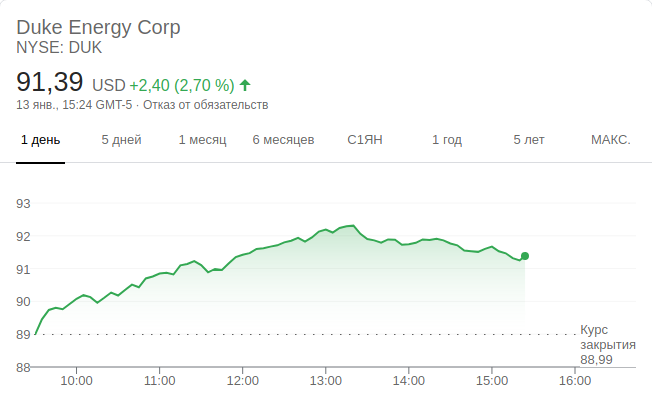 Duke Energy Corp
NYSE: DUK
91,39 USD +2,40 (2,70 %)
13 янв., 15:24 GMT-5 · Отказ от обязательств
1 день 5 дней 1 месяц 6 месяцев С1ЯН 1 год 5 лет МАКС.
93
92
91
90
89
Курс
закрытия
88,99
88
10:00 11:00 12:00 13:00 14:00 15:00 16:00